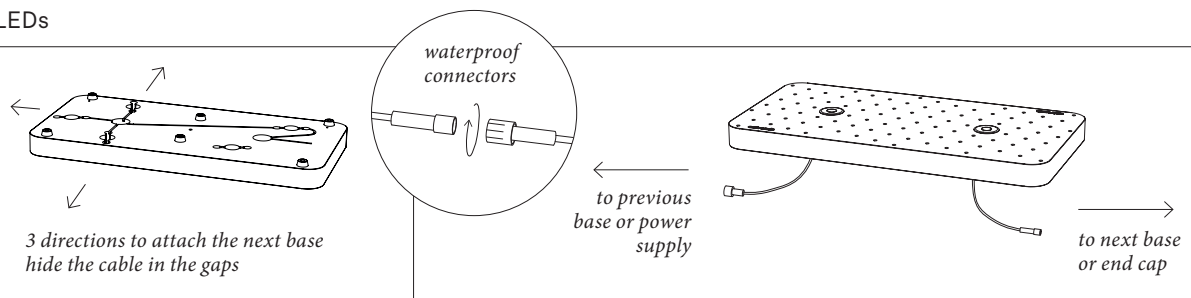 LEDs
waterproof
connectors
3 directions to attach the next base
hide the cable in the gaps
to previous
base or power
supply
to next base
or end cap